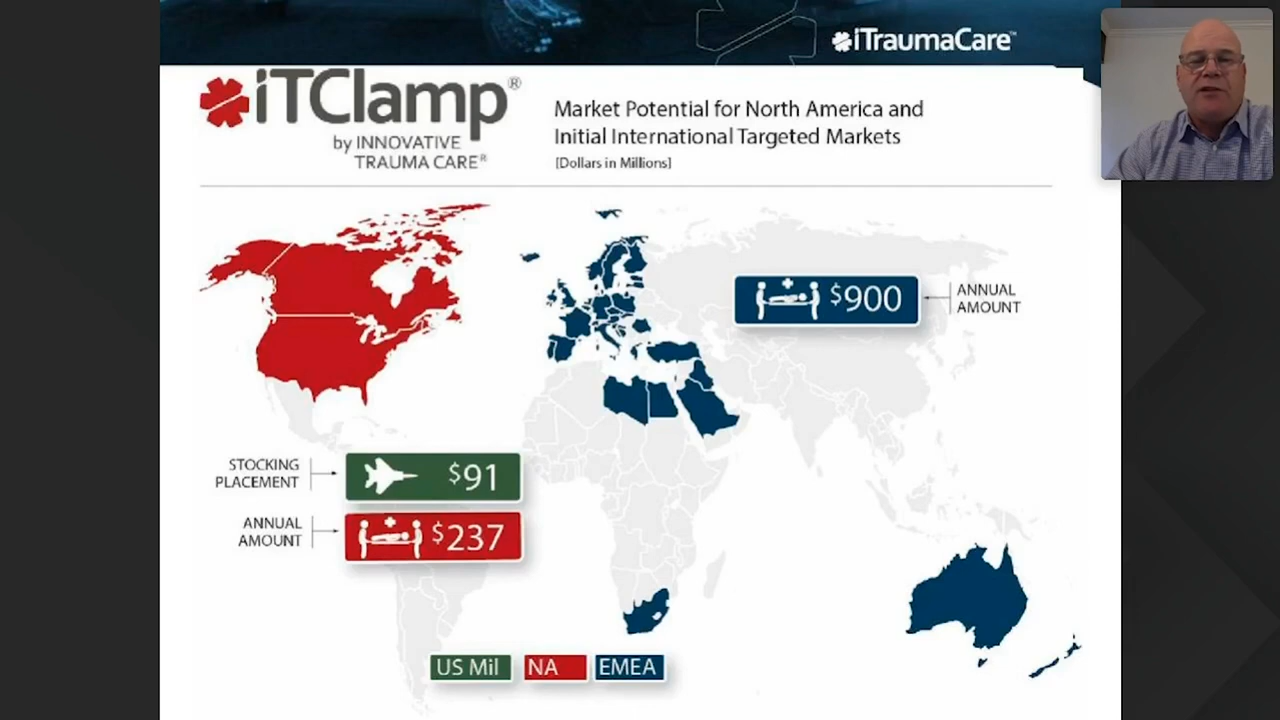 iTraumaCare™
iTClamp®
by INNOVATIVE
TRAUMA CARE®
Market Potential for North America and
Initial International Targeted Markets
[Dollars in Millions]
$900
ANNUAL
AMOUNT
STOCKING
PLACEMENT
$91
ANNUAL
AMOUNT
$237
US Mil
NA
EMEA